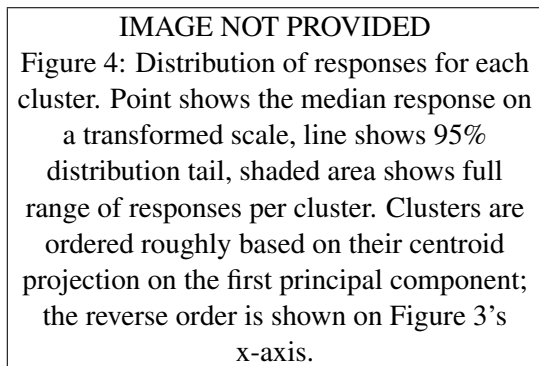 IMAGE NOT PROVIDED
Figure 4: Distribution of responses for each
cluster. Point shows the median response on
a transformed scale, line shows 95%
distribution tail, shaded area shows full
range of responses per cluster. Clusters are
ordered roughly based on their centroid
projection on the first principal component;
the reverse order is shown on Figure 3's
x-axis.